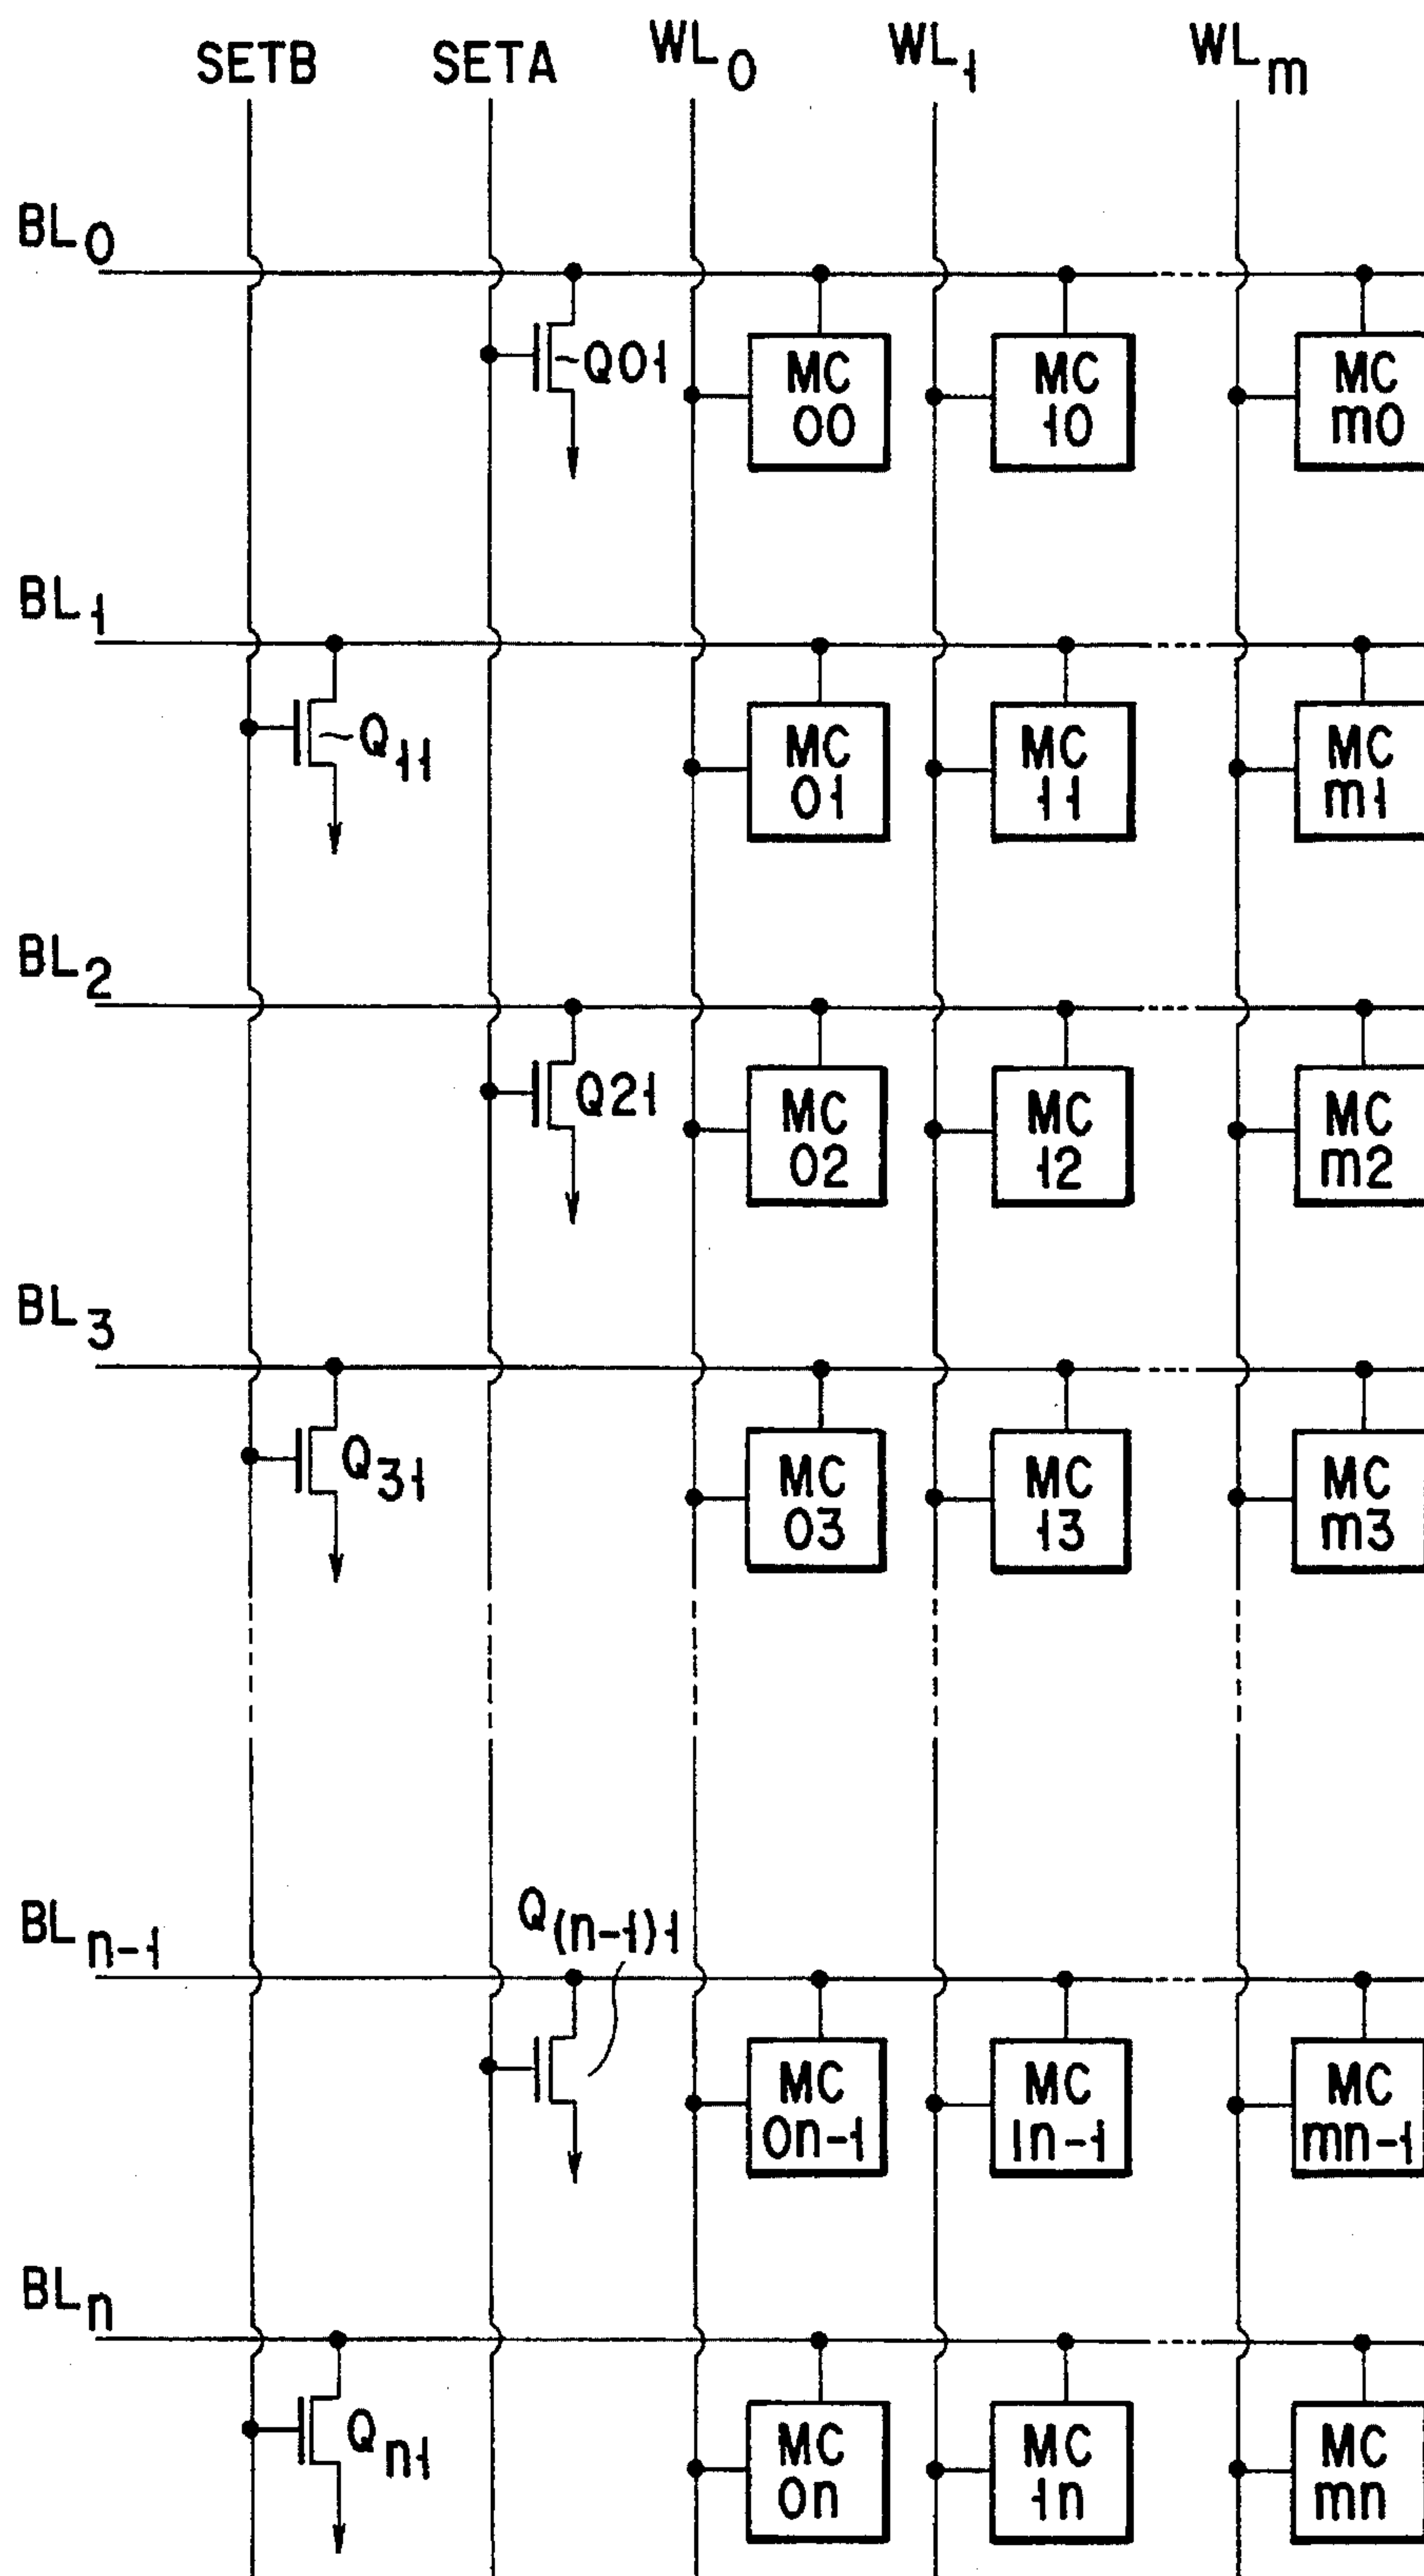 SETB SETA WL0 WL1 WLm
BL0
Q01
MC 00
MC 10
MC m0
BL1
Q11
MC 01
MC 11
MC m1
BL2
Q21
MC 02
MC 12
MC m2
BL3
Q31
MC 03
MC 13
MC m3
BLn-1
Q(n-1)1
MC 0n-1
MC 1n-1
MC mn-1
BLn
Qn1
MC 0n
MC 1n
MC mn